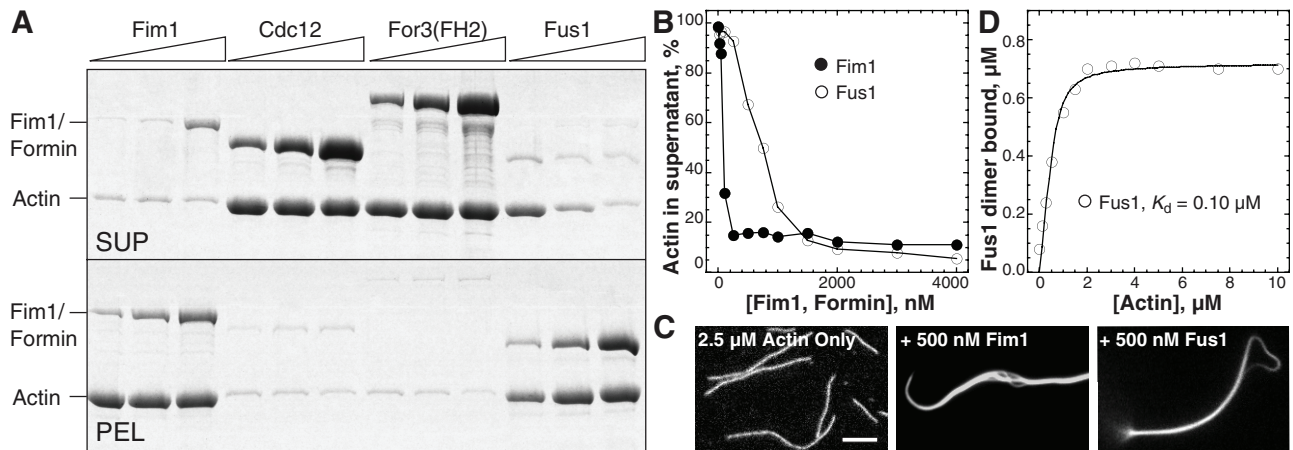 A
Fim1 Cdc12 For3(FH2) Fus1
Fim1/
Formin
Actin
SUP
Fim1/
Formin
Actin
PEL
B
Actin in supernatant, %
100
80
60
40
20
0
Fim1
Fus1
0 2000 4000
[Fim1, Formin], nM
D
Fus1 dimer bound, µM
0.8
0.6
0.4
0.2
0.0
Fus1, Kd = 0.10 µM
0 2 4 6 8 10
[Actin], µM
C
2.5 µM Actin Only
+ 500 nM Fim1
+ 500 nM Fus1